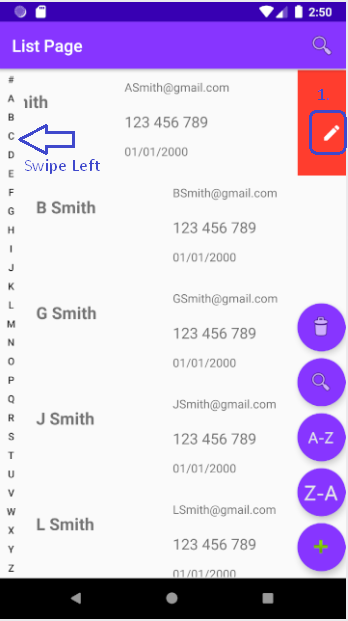 2:50
List Page
#
A
B
C
D
E
F
G
H
I
J
K
L
M
N
O
P
Q
R
S
T
U
V
W
X
Y
Z
Swipe Left
1
mith
ASmith@gmail.com
123 456 789
01/01/2000
B Smith
BSmith@gmail.com
123 456 789
01/01/2000
G Smith
GSmith@gmail.com
123 456 789
01/01/2000
J Smith
JSmith@gmail.com
123 456 789
01/01/2000
L Smith
LSmith@gmail.com
123 456 789
01/01/2000
A-Z
Z-A
+